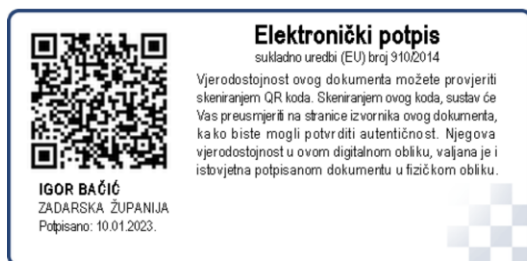 Elektronički potpis
sukladno uredbi (EU) broj 910/2014
Vjerodostojnost ovog dokumenta možete provjeriti
skeniranjem QR koda. Skeniranjem ovog koda, sustav će
Vas preusmjeriti na stranice izvornika ovog dokumenta,
kako biste mogli potvrditi autentičnost. Njegova
vjerodostojnost u ovom digitalnom obliku, valjana je i
istovjetna potpisanom dokumentu u fizičkom obliku.
IGOR BAČIĆ
ZADARSKA ŽUPANIJA
Potpisano: 10.01.2023.